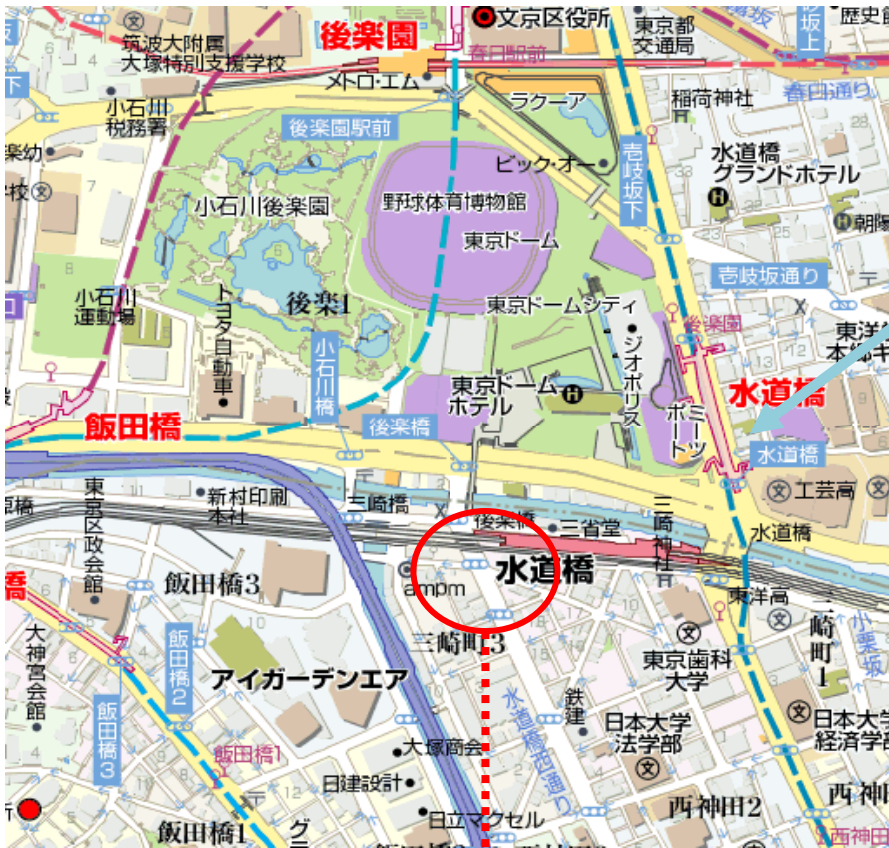 文京区役所
東京都
交通局
歴史
坂上
筑波大附属
大塚特別支援学校
後楽園
春日駅前
メトロ・エム
小石川
税務署
後楽園駅前
ラクーア
稲荷神社
春日通り
ビック・オー
壱岐坂下
水道橋
グランドホテル
小石川後楽園
野球体育博物館
東京ドーム
朝陽
壱岐坂通り
小石川
運動場
トヨタ自動車
後楽1
東京ドームシティ
後楽園
ジオポリス
東洋
本郷キ
小石川橋
東京ドーム
ホテル
ミーツ
ポート
水道橋
飯田橋
後楽橋
水道橋
工芸高
新村印刷
本社
三崎橋
後楽橋
三省堂
三崎神社
水道橋
東京区政会館
飯田橋3
ampm
水道橋
東洋高
三崎町1
小栗坂
大神宮会館
飯田橋2
三崎町3
東京歯科
大学
アイガーデンエア
飯田橋3
水道橋西通り
鉄建
日本大学
法学部
日本大
経済学部
飯田橋1
大塚商会
日建設計
日立マクセル
西神田2
西神
飯田橋1
西神田